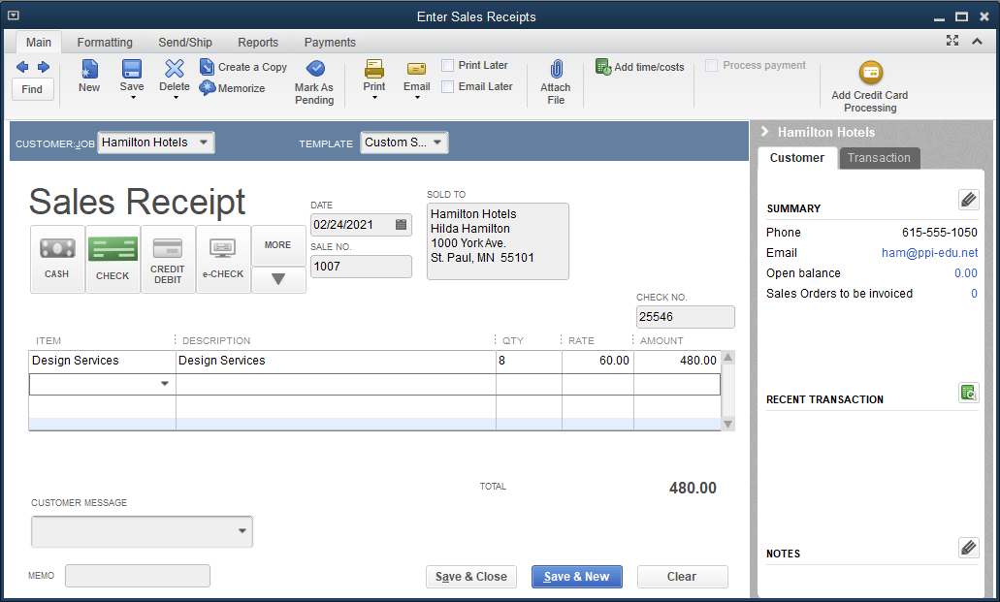 Enter Sales Receipts
Main Formatting Send/Ship Reports Payments
Find
New
Save
Delete
Create a Copy
Memorize
Mark As
Pending
Print
Email
Print Later
Email Later
Attach
File
Add time/costs
Process payment
Add Credit Card
Processing
CUSTOMER:JOB Hamilton Hotels
TEMPLATE Custom S...
Sales Receipt
CASH
CHECK
CREDIT
DEBIT
e-CHECK
MORE
DATE
02/24/2021
SALE NO.
1007
SOLD TO
Hamilton Hotels
Hilda Hamilton
1000 York Ave.
St. Paul, MN 55101
CHECK NO.
25546
ITEM DESCRIPTION QTY RATE AMOUNT
Design Services Design Services 8 60.00 480.00
TOTAL 480.00
CUSTOMER MESSAGE
MEMO
Save & Close Save & New Clear
Hamilton Hotels
Customer Transaction
SUMMARY
Phone 615-555-1050
Email ham@ppi-edu.net
Open balance 0.00
Sales Orders to be invoiced 0
RECENT TRANSACTION
NOTES